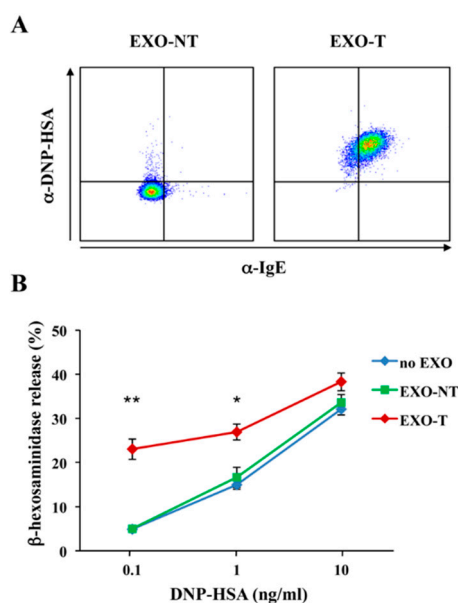 A
EXO-NT
EXO-T
α-DNP-HSA
α-IgE
B
β-hexosaminidase release (%)
50
40
30
20
10
0
**
*
no EXO
EXO-NT
EXO-T
0.1
1
10
DNP-HSA (ng/ml)